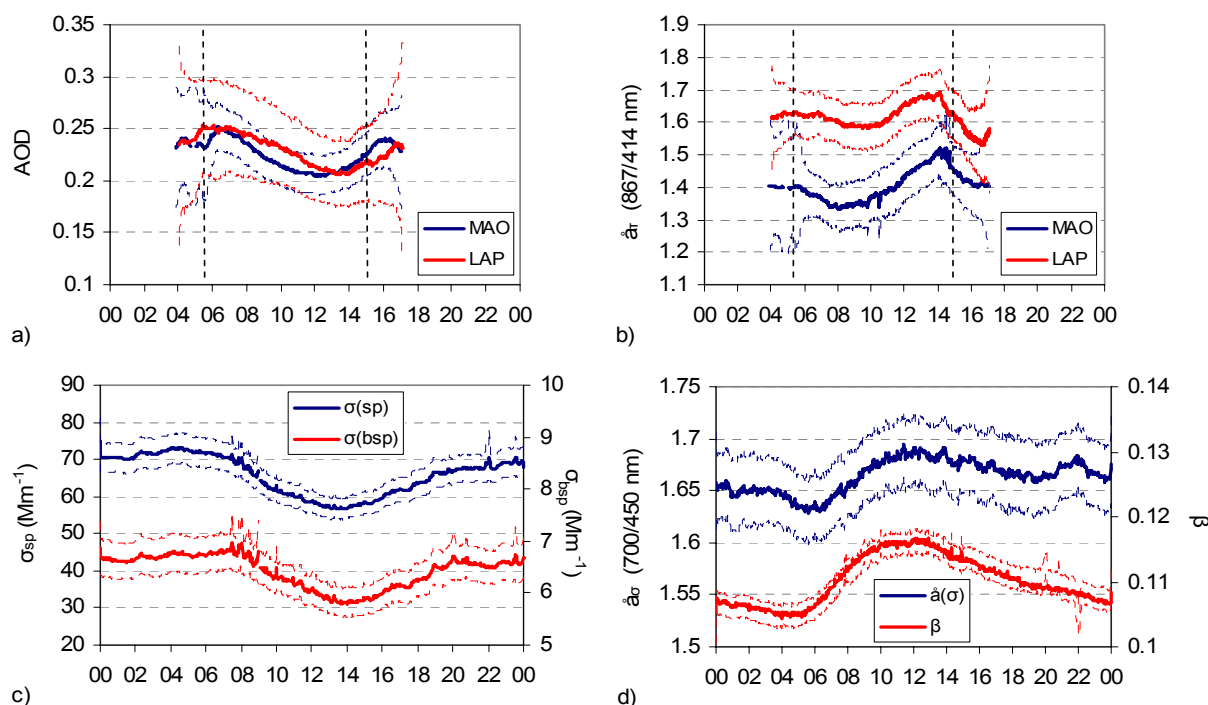 0.35
0.3
0.25
0.2
0.15
0.1
AOD
MAO
LAP
00 02 04 06 08 10 12 14 16 18 20 22 00
a)
1.9
1.8
1.7
1.6
1.5
1.4
1.3
1.2
1.1
åτ (867/414 nm)
MAO
LAP
00 02 04 06 08 10 12 14 16 18 20 22 00
b)
90
80
70
60
50
40
30
20
σsp (Mm⁻¹)
σ(sp)
σ(bsp)
10
9
8
7
6
5
σbsp (Mm⁻¹)
00 02 04 06 08 10 12 14 16 18 20 22 00
c)
1.75
1.7
1.65
1.6
1.55
1.5
åσ (700/450 nm)
å(σ)
β
0.14
0.13
0.12
0.11
0.1
β
00 02 04 06 08 10 12 14 16 18 20 22 00
d)